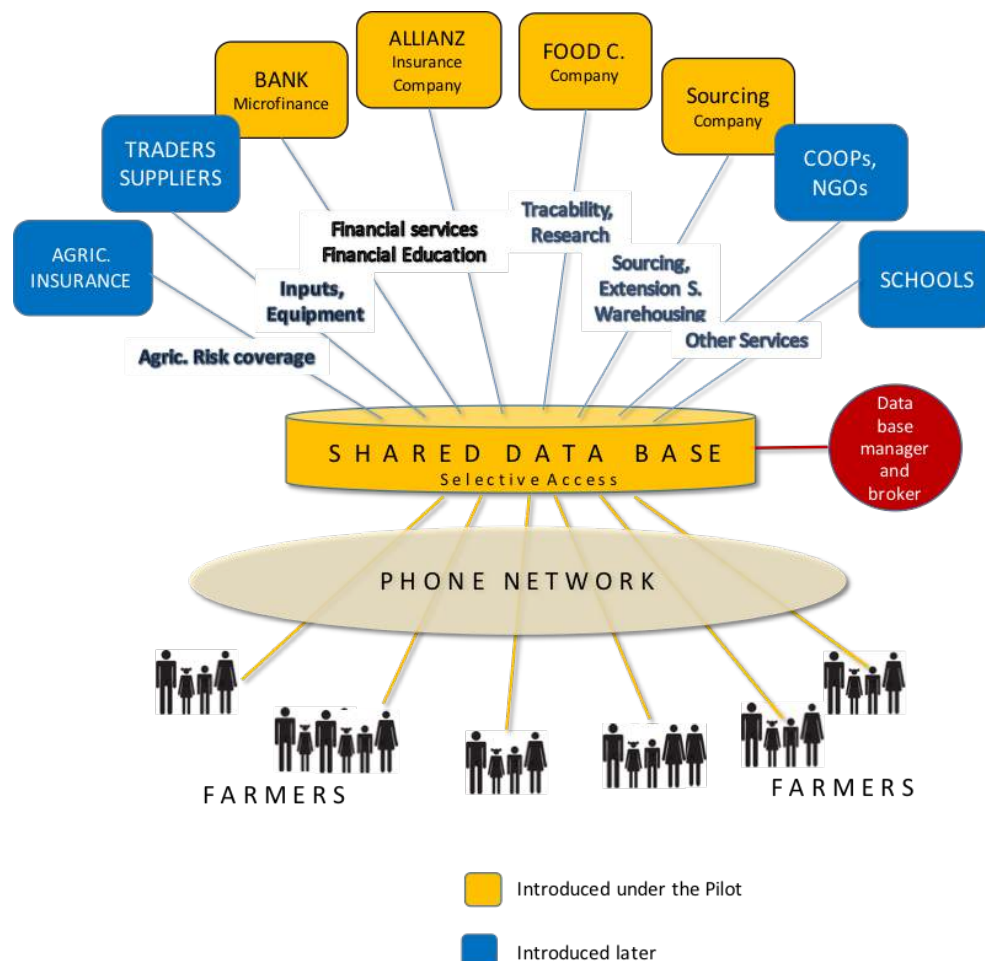 ALLIANZ
Insurance
Company
FOOD C.
Company
BANK
Microfinance
Sourcing
Company
TRADERS
SUPPLIERS
COOPs,
NGOs
AGRIC.
INSURANCE
SCHOOLS
Financial services
Financial Education
Tracability,
Research
Inputs,
Equipment
Sourcing,
Extension S.
Warehousing
Other Services
Agric. Risk coverage
SHARED DATA BASE
Selective Access
Data
base
manager
and
broker
PHONE NETWORK
FARMERS
FARMERS
Introduced under the Pilot
Introduced later